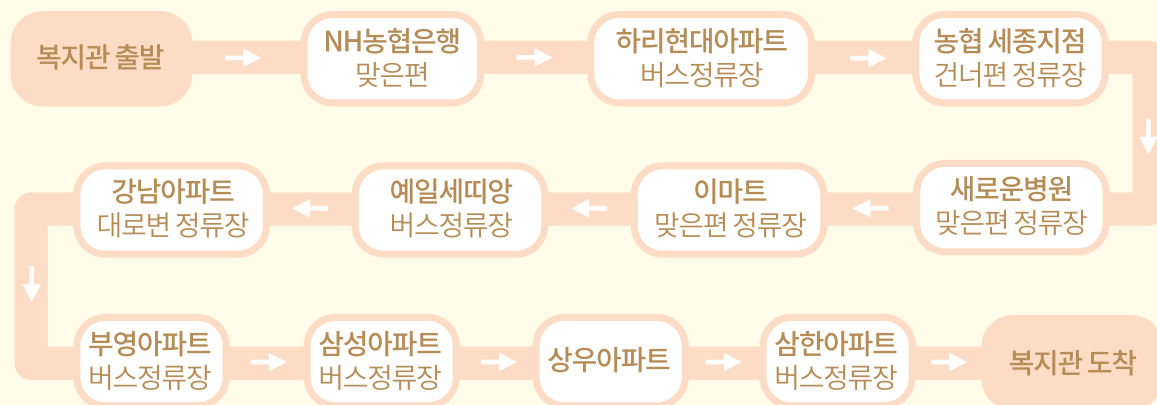 복지관 출발
NH농협은행
맞은편
하리현대아파트
버스정류장
농협 세종지점
건너편 정류장
새로운병원
맞은편 정류장
이마트
맞은편 정류장
예일세띠앙
버스정류장
강남아파트
대로변 정류장
부영아파트
버스정류장
삼성아파트
버스정류장
상우아파트
삼한아파트
버스정류장
복지관 도착